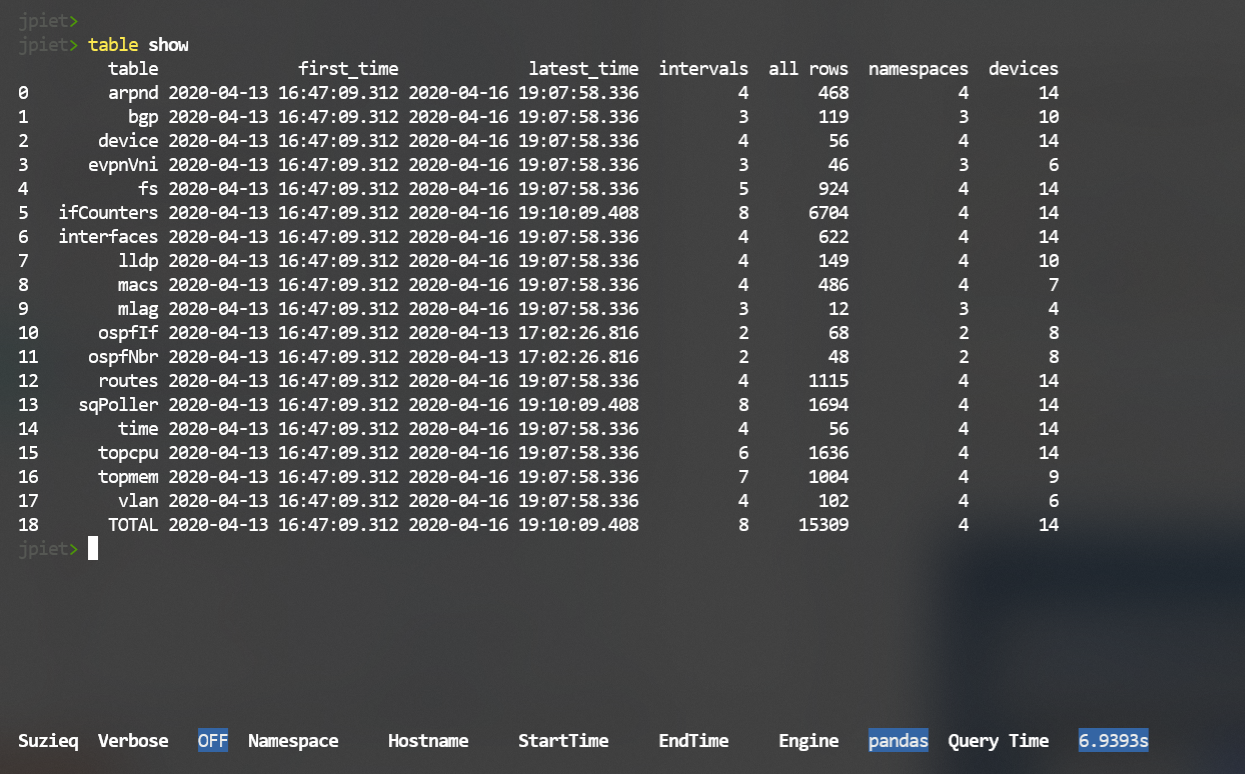 jpiet>
jpiet> table show
table first_time latest_time intervals all rows namespaces devices
0 arpnd 2020-04-13 16:47:09.312 2020-04-16 19:07:58.336 4 468 4 14
1 bgp 2020-04-13 16:47:09.312 2020-04-16 19:07:58.336 3 119 3 10
2 device 2020-04-13 16:47:09.312 2020-04-16 19:07:58.336 4 56 4 14
3 evpnVni 2020-04-13 16:47:09.312 2020-04-16 19:07:58.336 3 46 3 6
4 fs 2020-04-13 16:47:09.312 2020-04-16 19:07:58.336 5 924 4 14
5 ifCounters 2020-04-13 16:47:09.312 2020-04-16 19:10:09.408 8 6704 4 14
6 interfaces 2020-04-13 16:47:09.312 2020-04-16 19:07:58.336 4 622 4 14
7 lldp 2020-04-13 16:47:09.312 2020-04-16 19:07:58.336 4 149 4 10
8 macs 2020-04-13 16:47:09.312 2020-04-16 19:07:58.336 4 486 4 7
9 mlag 2020-04-13 16:47:09.312 2020-04-16 19:07:58.336 3 12 3 4
10 ospfIf 2020-04-13 16:47:09.312 2020-04-13 17:02:26.816 2 68 2 8
11 ospfNbr 2020-04-13 16:47:09.312 2020-04-13 17:02:26.816 2 48 2 8
12 routes 2020-04-13 16:47:09.312 2020-04-16 19:07:58.336 4 1115 4 14
13 sqPoller 2020-04-13 16:47:09.312 2020-04-16 19:10:09.408 8 1694 4 14
14 time 2020-04-13 16:47:09.312 2020-04-16 19:07:58.336 4 56 4 14
15 topcpu 2020-04-13 16:47:09.312 2020-04-16 19:07:58.336 6 1636 4 14
16 topmem 2020-04-13 16:47:09.312 2020-04-16 19:07:58.336 7 1004 4 9
17 vlan 2020-04-13 16:47:09.312 2020-04-16 19:07:58.336 4 102 4 6
18 TOTAL 2020-04-13 16:47:09.312 2020-04-16 19:10:09.408 8 15309 4 14
jpiet>
Suzieq Verbose OFF Namespace Hostname StartTime EndTime Engine pandas Query Time 6.9393s